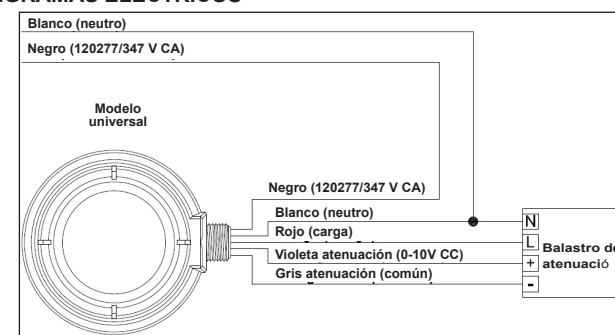 Blanco (neutro)
Negro (120277/347 V CA)
Modelo
universal
Negro (120277/347 V CA)
Blanco (neutro)
Rojo (carga)
Violeta atenuación (0-10V CC)
Gris atenuación (común)
N
L
+
-
Balastro de
atenuació